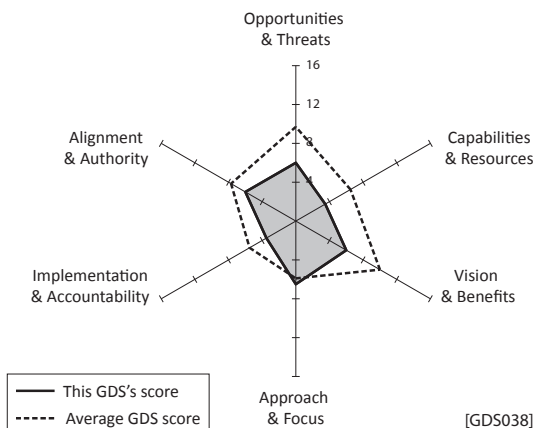 Opportunities
& Threats
16
12
8
4
Alignment
& Authority
Capabilities
& Resources
Implementation
& Accountability
Vision
& Benefits
Approach
& Focus
This GDS's score
Average GDS score
[GDS038]